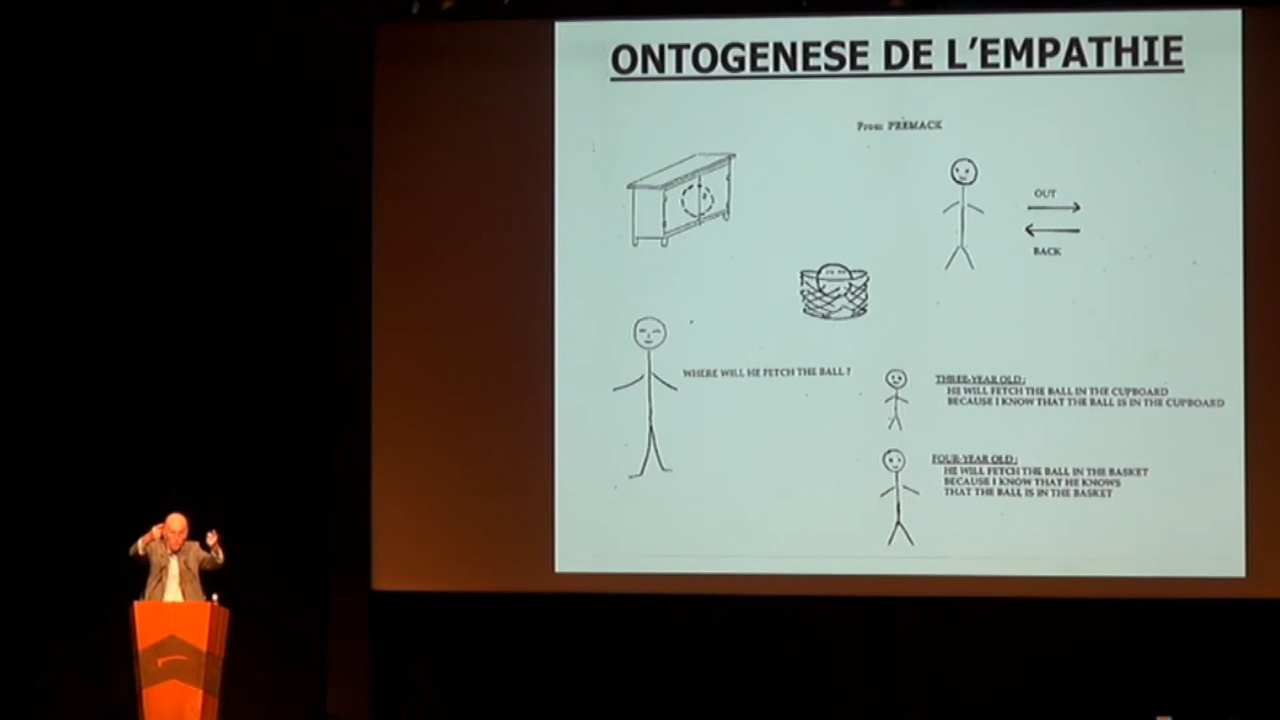 ONTOGENESE DE L'EMPATHIE
From PREMACK
OUT
BACK
WHERE WILL HE FETCH THE BALL ?
THREE-YEAR OLD :
HE WILL FETCH THE BALL IN THE CUPBOARD
BECAUSE I KNOW THAT THE BALL IS IN THE CUPBOARD
FOUR-YEAR OLD :
HE WILL FETCH THE BALL IN THE BASKET
BECAUSE I KNOW THAT HE KNOWS
THAT THE BALL IS IN THE BASKET